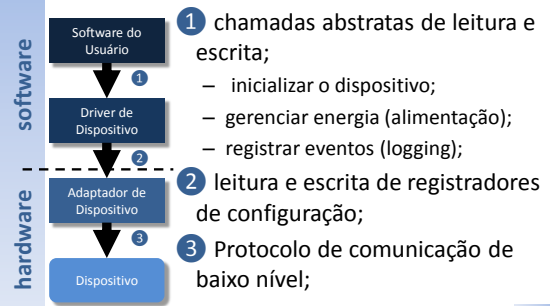 software
hardware
Software do
Usuário
1
Driver de
Dispositivo
2
Adaptador de
Dispositivo
3
Dispositivo
1 chamadas abstratas de leitura e
escrita;
– inicializar o dispositivo;
– gerenciar energia (alimentação);
– registrar eventos (logging);
2 leitura e escrita de registradores
de configuração;
3 Protocolo de comunicação de
baixo nível;